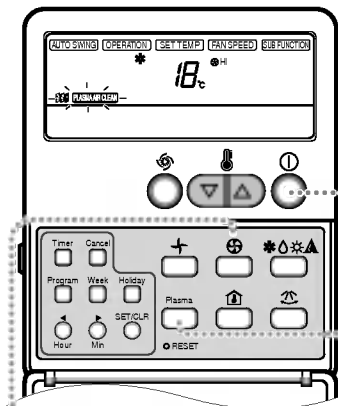 AUTO SWING OPERATION SET TEMP FAN SPEED SUB FUNCTION
HI
18°C
PLASMA AIR CLEAN
Timer Cancel
Program Week Holiday
Plasma
SET/CLR
Hour Min
RESET